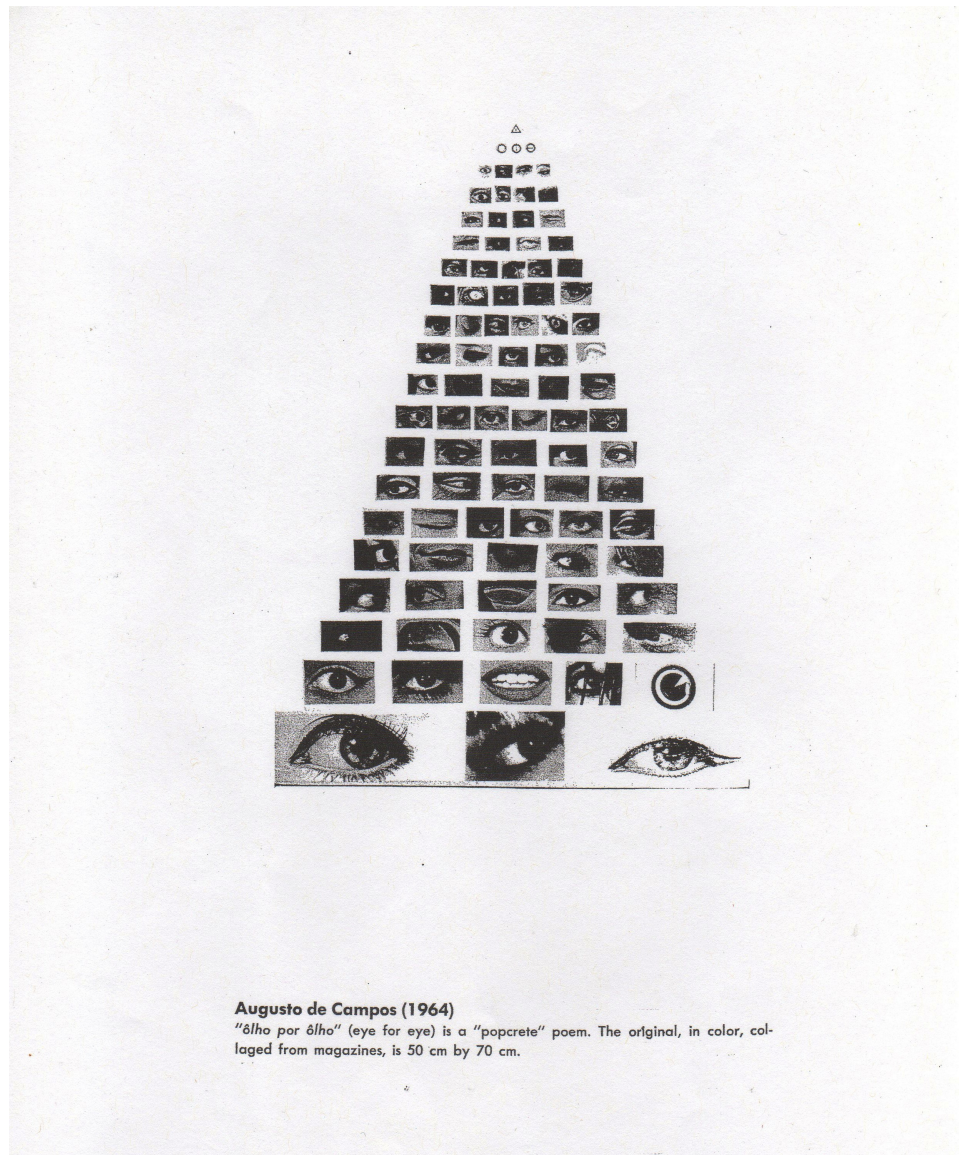 Augusto de Campos (1964)
"ôlho por ôlho" (eye for eye) is a "popcrete" poem. The original, in color, col-
laged from magazines, is 50 cm by 70 cm.